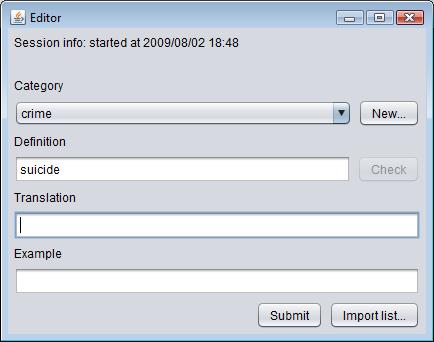 Editor
Session info: started at 2009/08/02 18:48
Category
crime
New...
Definition
suicide
Check
Translation
Example
Submit
Import list...